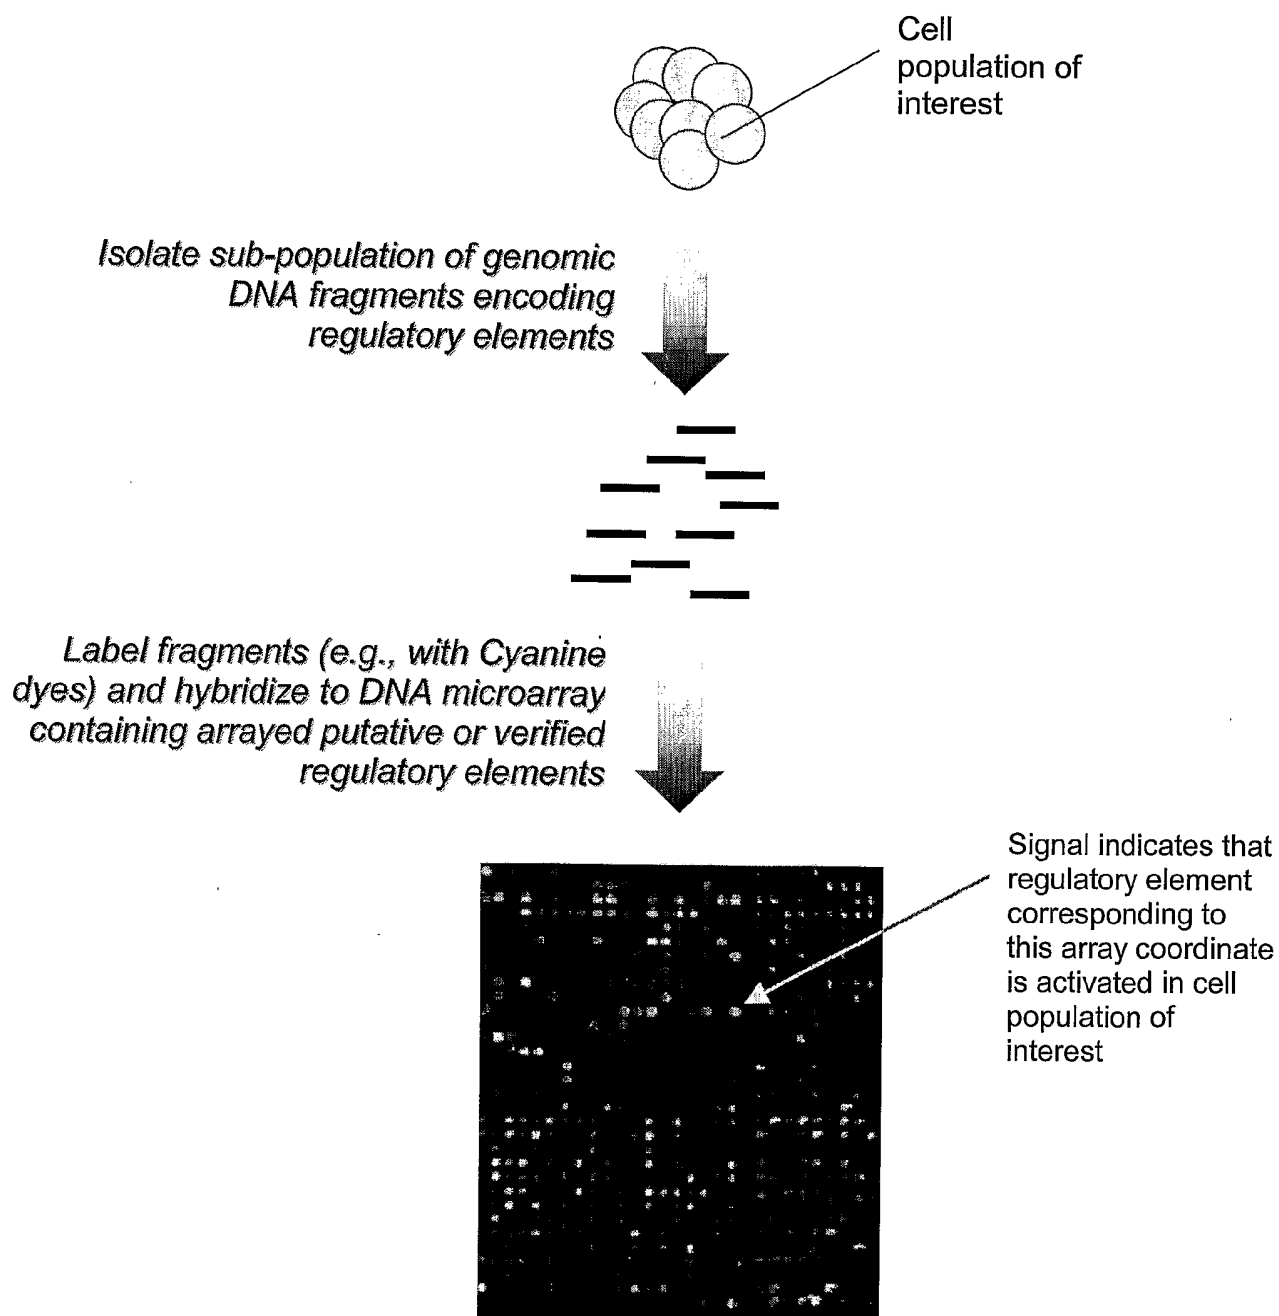 Cell
population of
interest
Isolate sub-population of genomic
DNA fragments encoding
regulatory elements
Label fragments (e.g., with Cyanine
dyes) and hybridize to DNA microarray
containing arrayed putative or verified
regulatory elements
Signal indicates that
regulatory element
corresponding to
this array coordinate
is activated in cell
population of
interest